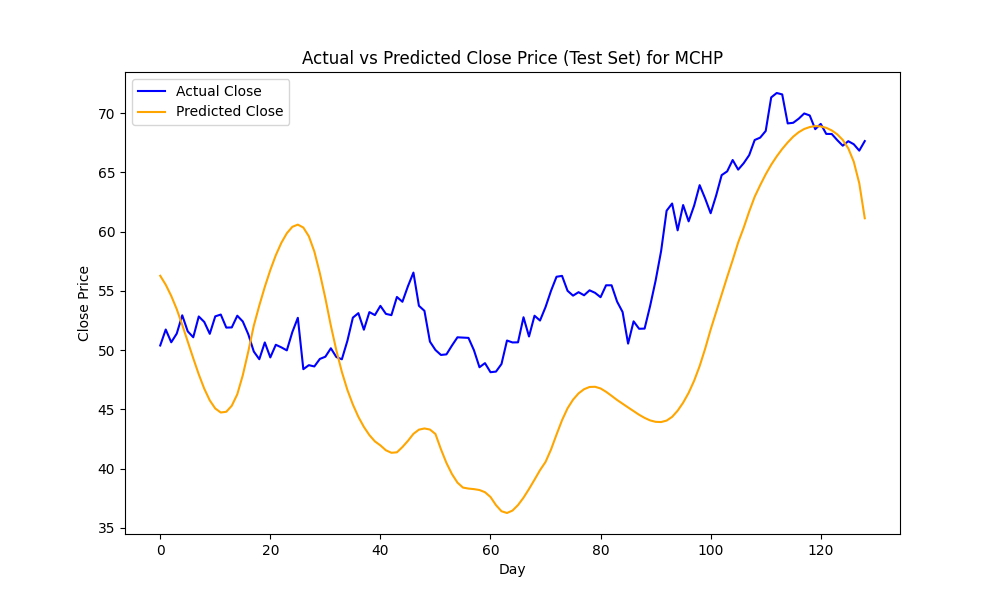 Actual vs Predicted Close Price (Test Set) for MCHP
Actual Close
Predicted Close
70
65
60
55
50
45
40
35
Close Price
0 20 40 60 80 100 120
Day